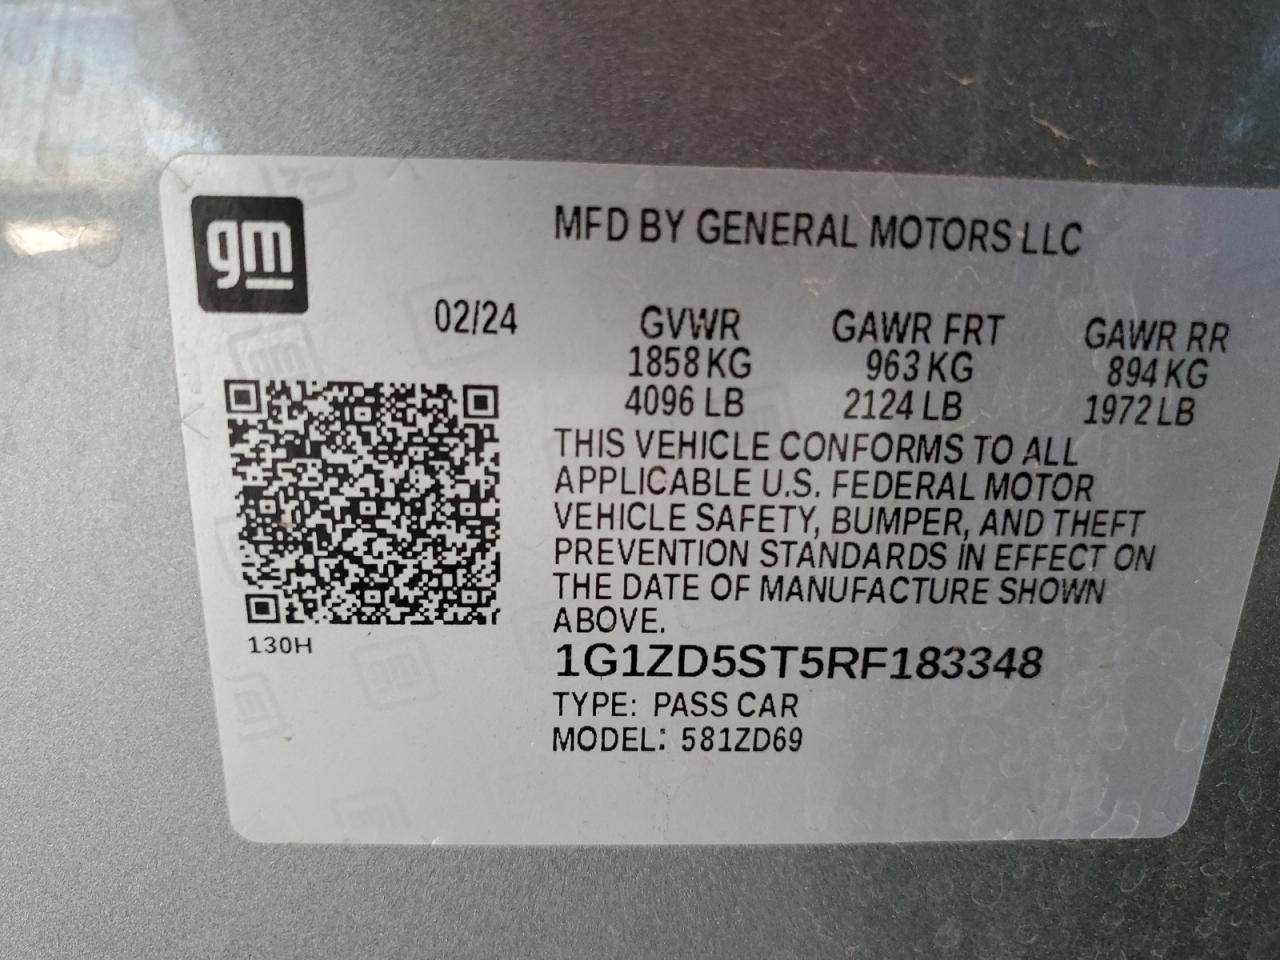 gm
MFD BY GENERAL MOTORS LLC
02/24
GVWR GAWR FRT GAWR RR
1858 KG 963 KG 894 KG
4096 LB 2124 LB 1972 LB
THIS VEHICLE CONFORMS TO ALL
APPLICABLE U.S. FEDERAL MOTOR
VEHICLE SAFETY, BUMPER, AND THEFT
PREVENTION STANDARDS IN EFFECT ON
THE DATE OF MANUFACTURE SHOWN
ABOVE.
130H
1G1ZD5ST5RF183348
TYPE: PASS CAR
MODEL: 581ZD69